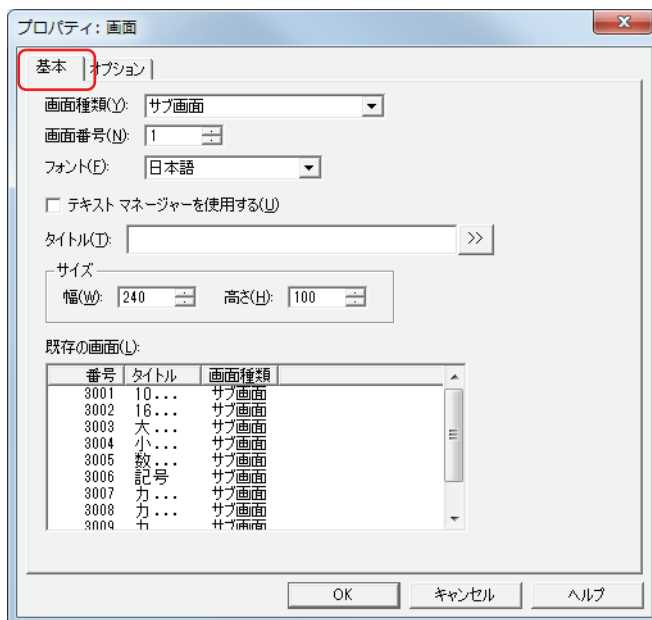 プロパティ: 画面
基本 オプション
画面種類(Y): サブ画面
画面番号(N): 1
フォント(F): 日本語
テキスト マネージャーを使用する(U)
タイトル(T): >>
サイズ
幅(W): 240 高さ(H): 100
既存の画面(L):
番号 タイトル 画面種類
3001 10... サブ画面
3002 16... サブ画面
3003 大... サブ画面
3004 小... サブ画面
3005 数... サブ画面
3006 記号 サブ画面
3007 カ... サブ画面
3008 カ... サブ画面
3009 カ サブ画面
OK キャンセル ヘルプ